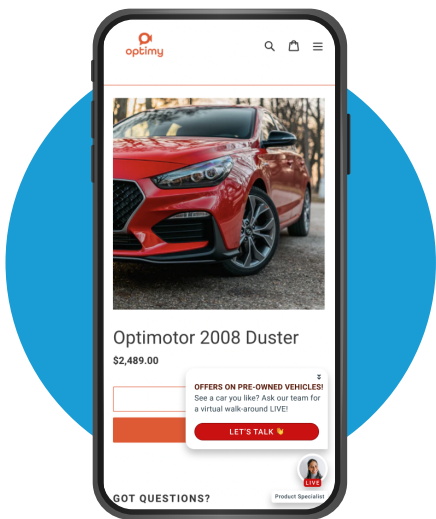 optimy
Optimotor 2008 Duster
$2,489.00
OFFERS ON PRE-OWNED VEHICLES!
See a car you like? Ask our team for
a virtual walk-around LIVE!
LET'S TALK 👋
LIVE
GOT QUESTIONS?
Product Specialist